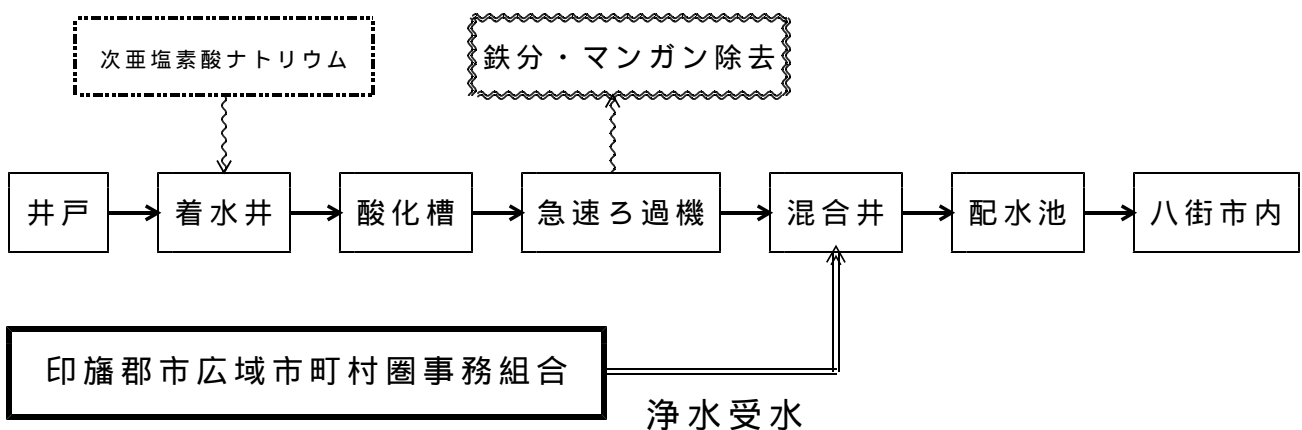 次亜塩素酸ナトリウム
鉄分・マンガン除去
井戸
着水井
酸化槽
急速ろ過機
混合井
配水池
八街市内
印旛郡市広域市町村圏事務組合
浄水受水